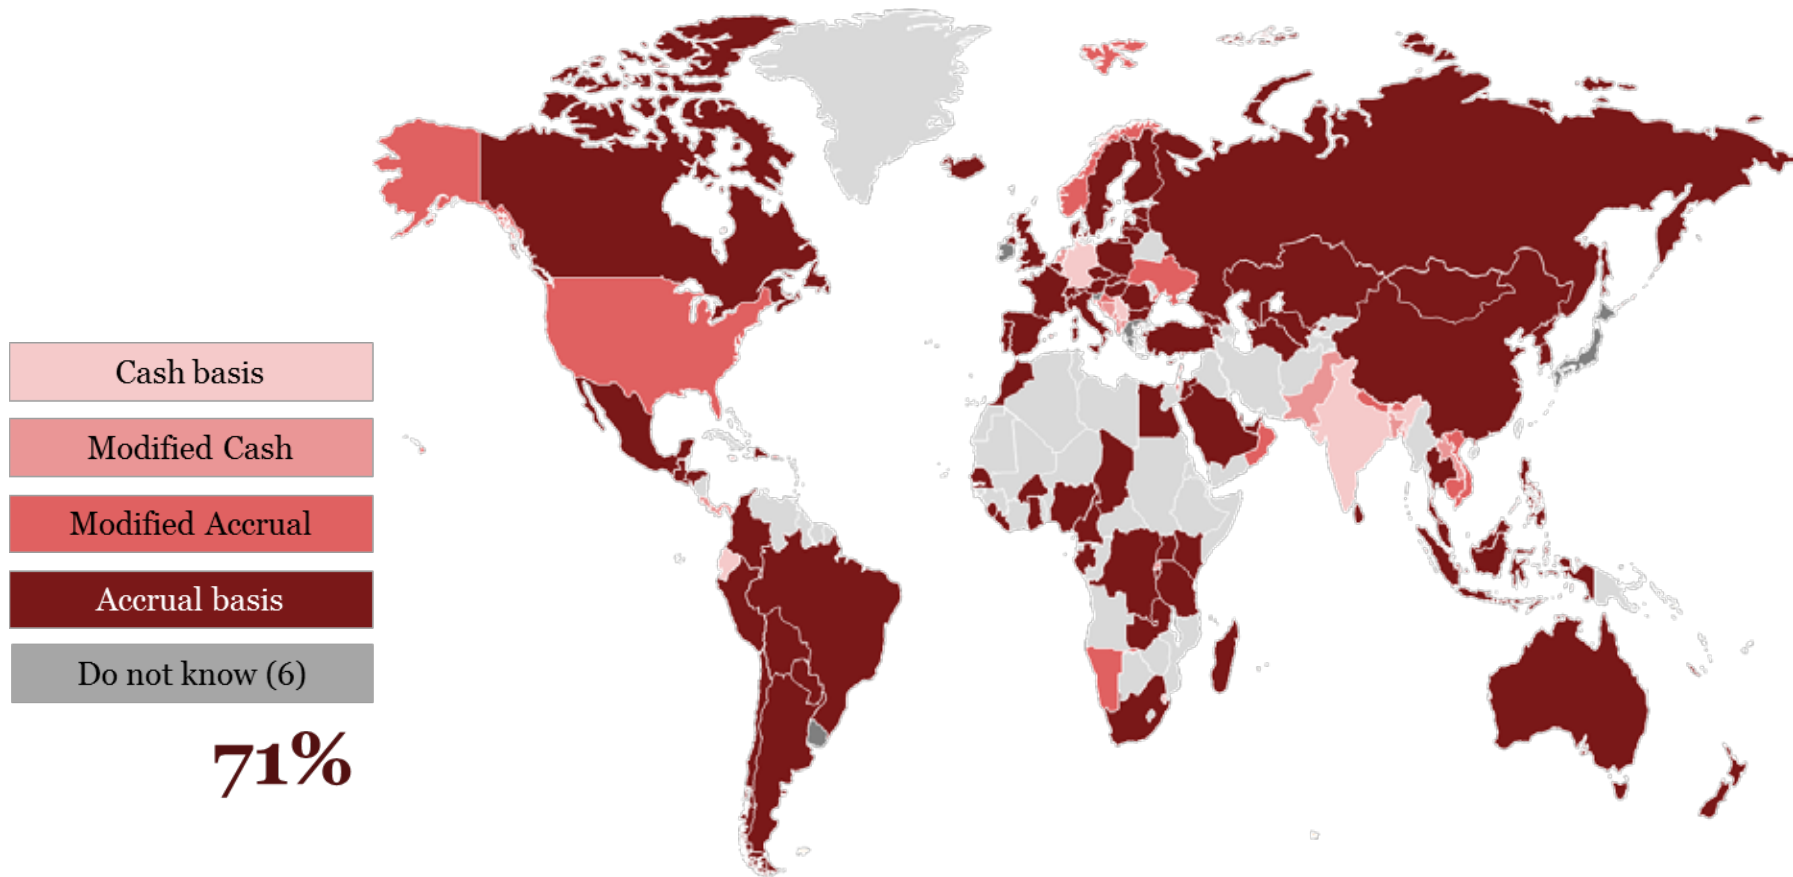 Cash basis
Modified Cash
Modified Accrual
Accrual basis
Do not know (6)
71%